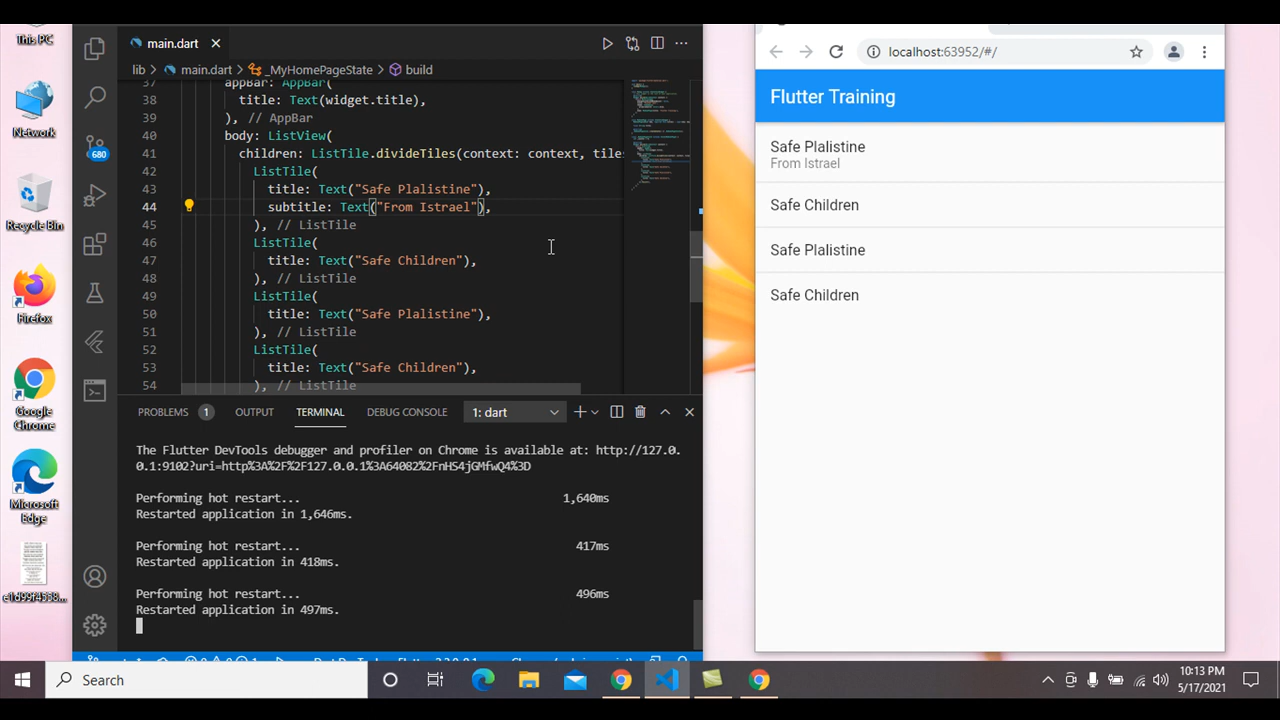 This PC
Network
Recycle Bin
Firefox
Google Chrome
Microsoft Edge
e1d99f4538...
main.dart
lib > main.dart > _MyHomePageState > build
37 appBar: AppBar(
38 title: Text(widget.title),
39 ), // AppBar
40 body: ListView(
41 children: ListTile.divideTiles(context: context, tiles
42 ListTile(
43 title: Text("Safe Plalistine"),
44 subtitle: Text("From Istrael"),
45 ), // ListTile
46 ListTile(
47 title: Text("Safe Children"),
48 ), // ListTile
49 ListTile(
50 title: Text("Safe Plalistine"),
51 ), // ListTile
52 ListTile(
53 title: Text("Safe Children"),
54 ), // ListTile
680
PROBLEMS 1 OUTPUT TERMINAL DEBUG CONSOLE 1: dart
The Flutter DevTools debugger and profiler on Chrome is available at: http://127.0.
0.1:9102?uri=http%3A%2F%2F127.0.0.1%3A64082%2FnHS4jGMfwQ4%3D
Performing hot restart... 1,640ms
Restarted application in 1,646ms.
Performing hot restart... 417ms
Restarted application in 418ms.
Performing hot restart... 496ms
Restarted application in 497ms.
localhost:63952/#/
Flutter Training
Safe Plalistine
From Israel
Safe Children
Safe Plalistine
Safe Children
Search
10:13 PM
5/17/2021